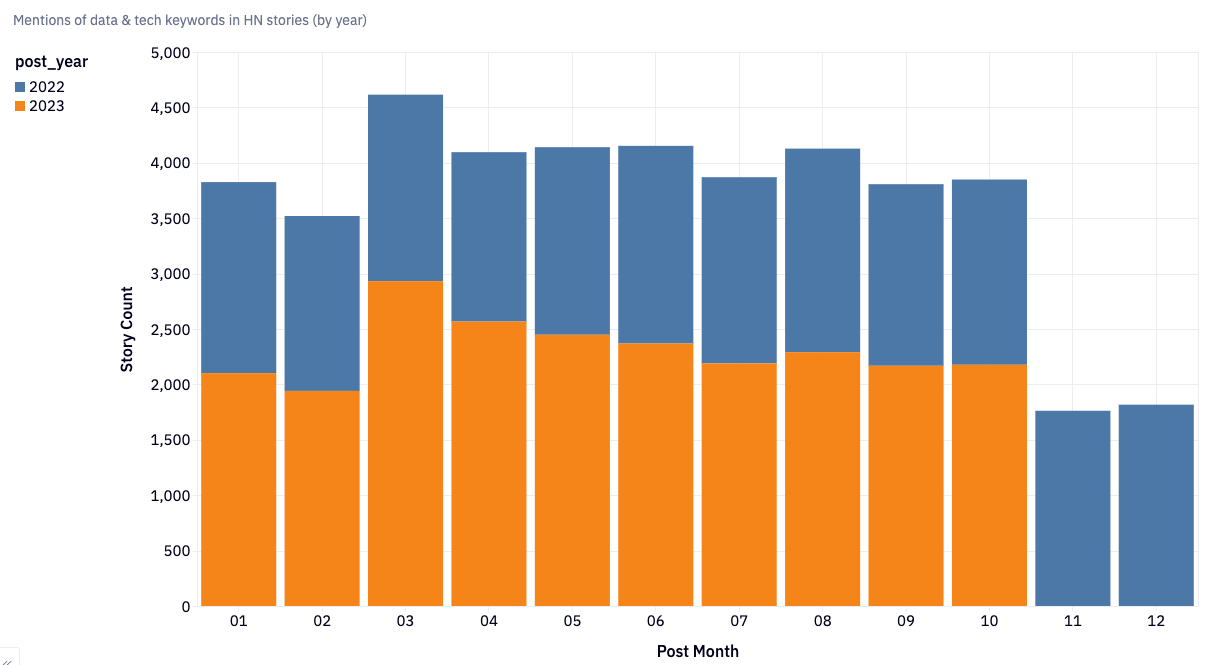 Mentions of data & tech keywords in HN stories (by year)
post_year
2022
2023
Story Count
5,000
4,500
4,000
3,500
3,000
2,500
2,000
1,500
1,000
500
0
01 02 03 04 05 06 07 08 09 10 11 12
Post Month